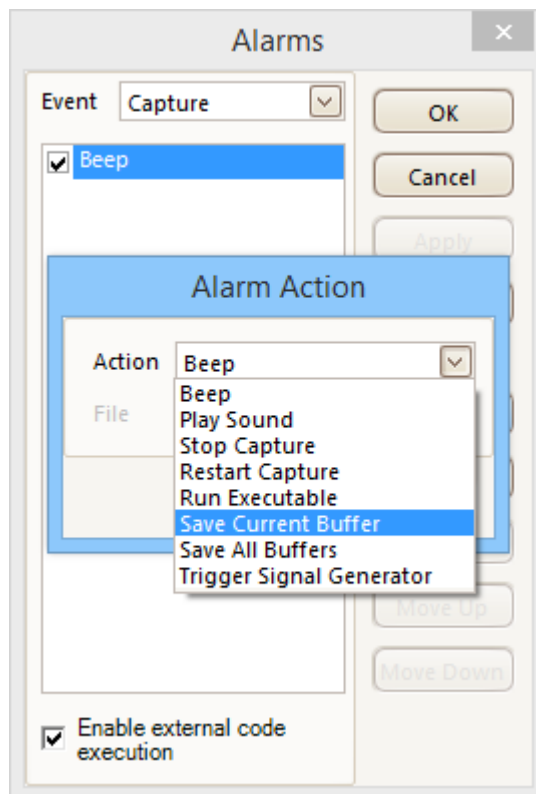 Alarms
Event Capture
OK
Beep
Cancel
Apply
Alarm Action
Action Beep
File
Beep
Play Sound
Stop Capture
Restart Capture
Run Executable
Save Current Buffer
Save All Buffers
Trigger Signal Generator
Move Up
Move Down
Enable external code
execution